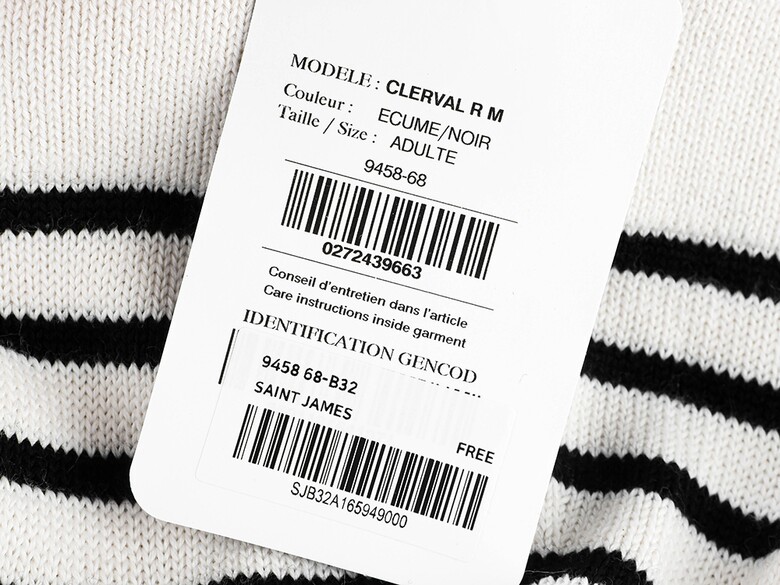 MODELE : CLERVAL R M
Couleur : ECUME/NOIR
Taille / Size : ADULTE
9458-68
0272439663
Conseil d'entretien dans l'article
Care instructions inside garment
IDENTIFICATION GENCOD
9458 68-B32
SAINT JAMES
FREE
SJB32A165949000